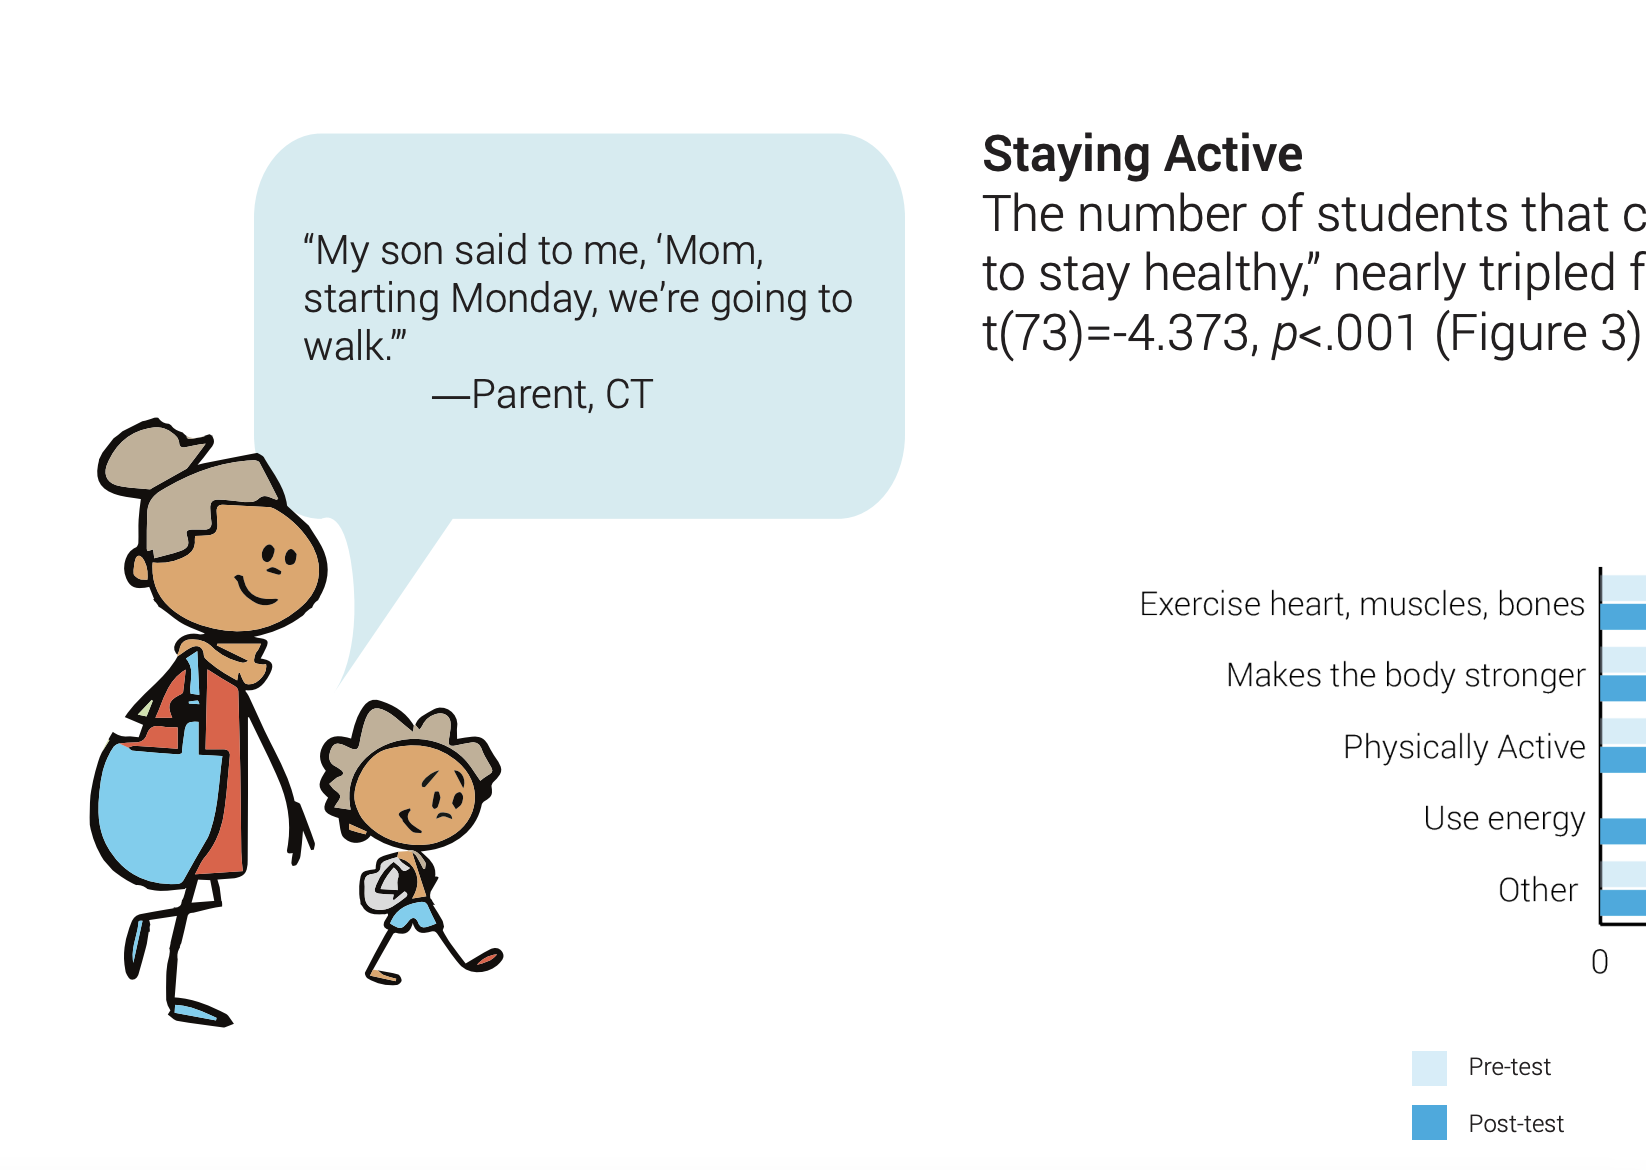 “My son said to me, ‘Mom,
starting Monday, we’re going to
walk.’”
—Parent, CT
Staying Active
The number of students that c
to stay healthy,” nearly tripled f
t(73)=-4.373, p<.001 (Figure 3)
Exercise heart, muscles, bones
Makes the body stronger
Physically Active
Use energy
Other
0
Pre-test
Post-test